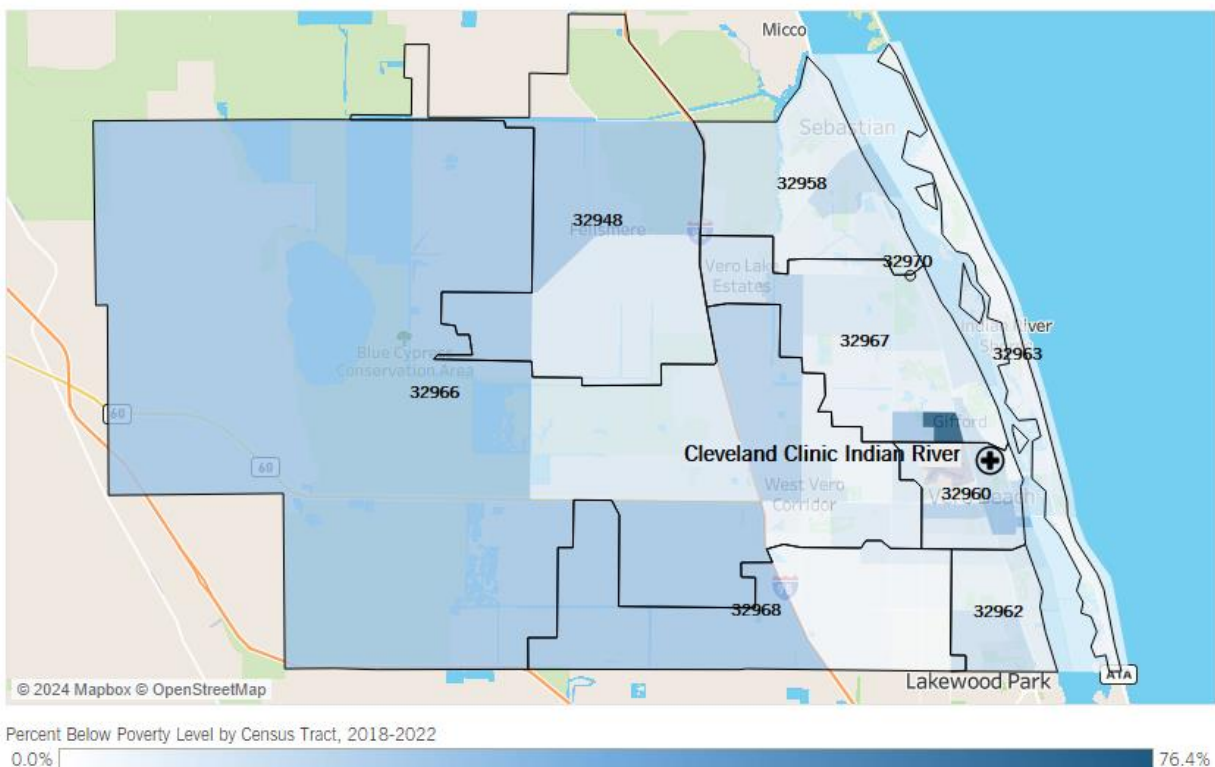 Micco
Sebastian
32958
32948
Fellsmere
32970
Vero Lake
Estates
Indian River
Shores
32967
32963
Blue Cypress
Conservation Area
32966
60
Gifford
Cleveland Clinic Indian River
60
32960
Vero Beach
West Vero
Corridor
32968
32962
Lakewood Park
A1A
© 2024 Mapbox © OpenStreetMap
Percent Below Poverty Level by Census Tract, 2018-2022
0.0%
76.4%